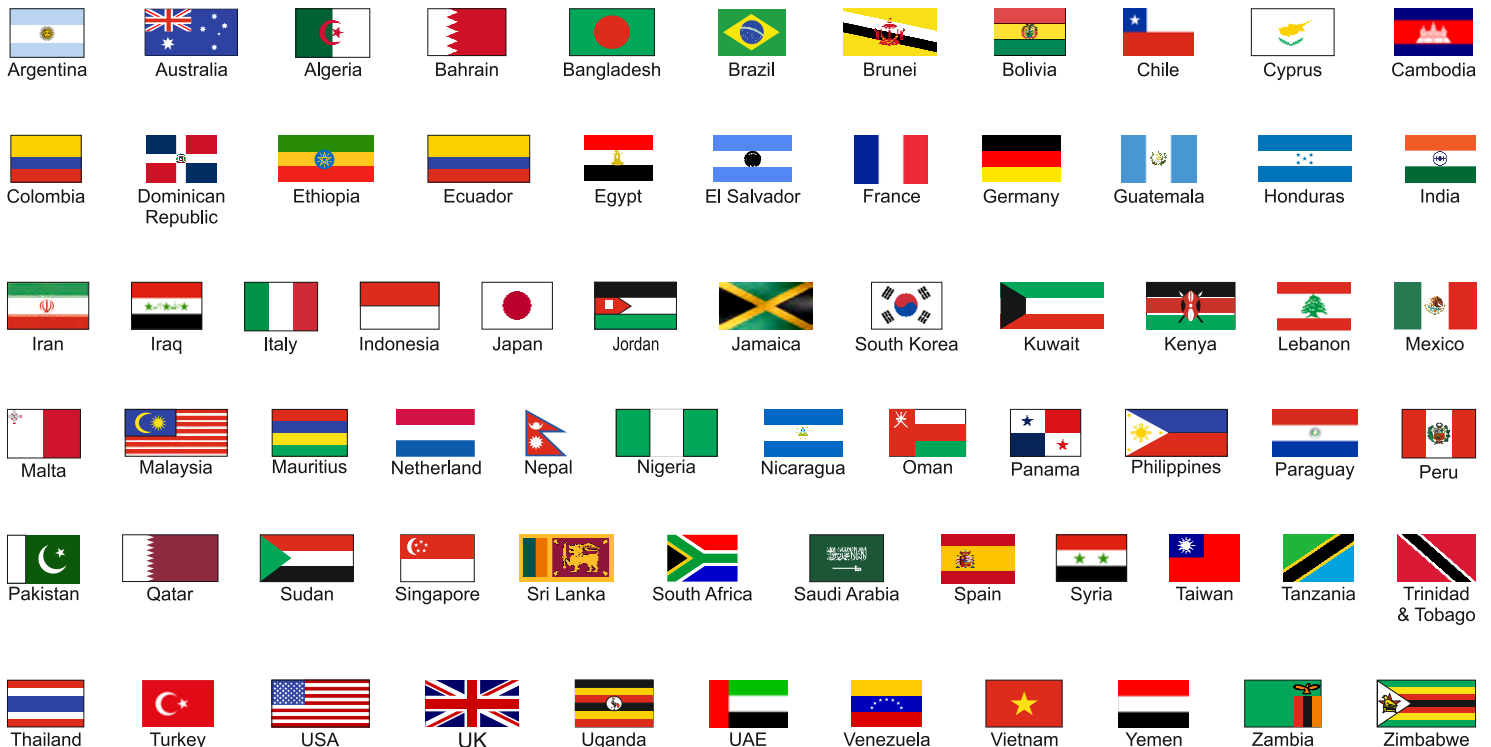 Argentina Australia Algeria Bahrain Bangladesh Brazil Brunei Bolivia Chile Cyprus Cambodia
Colombia Dominican Ethiopia Ecuador Egypt El Salvador France Germany Guatemala Honduras India
Republic
Iran Iraq Italy Indonesia Japan Jordan Jamaica South Korea Kuwait Kenya Lebanon Mexico
Malta Malaysia Mauritius Netherland Nepal Nigeria Nicaragua Oman Panama Philippines Paraguay Peru
Pakistan Qatar Sudan Singapore Sri Lanka South Africa Saudi Arabia Spain Syria Taiwan Tanzania Trinidad
& Tobago
Thailand Turkey USA UK Uganda UAE Venezuela Vietnam Yemen Zambia Zimbabwe